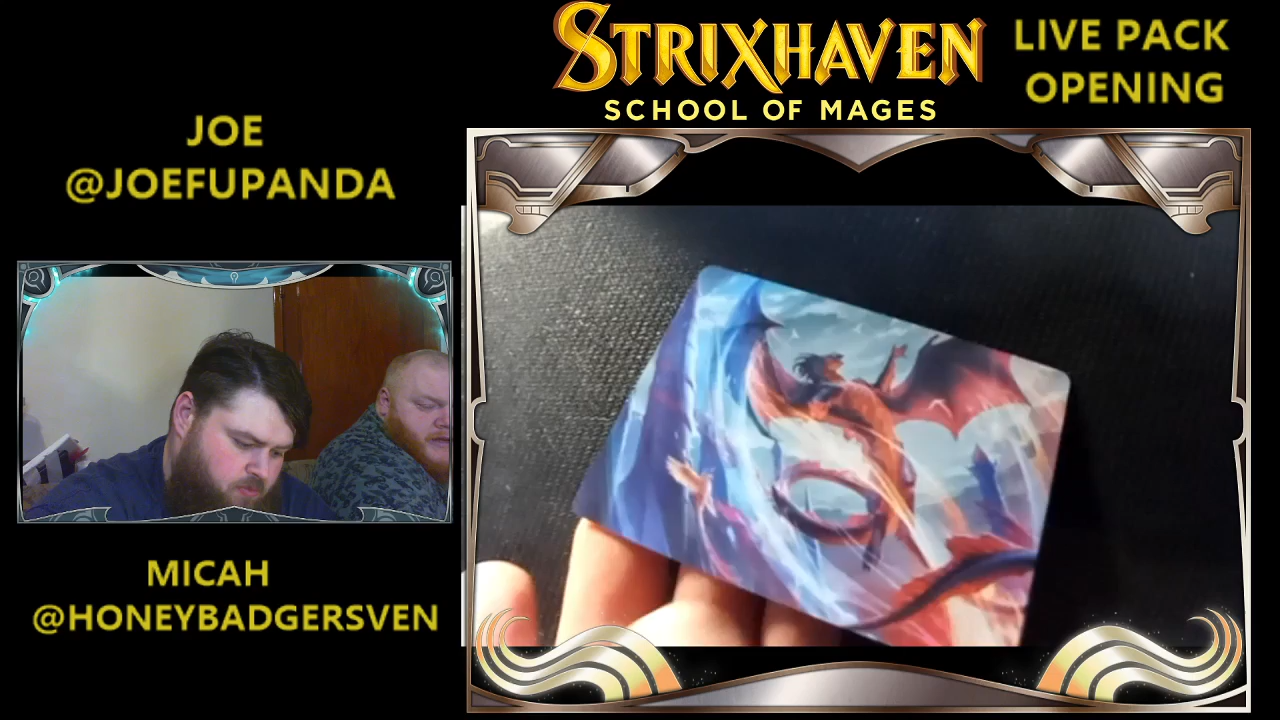 STRIXHAVEN
SCHOOL OF MAGES
LIVE PACK
OPENING
JOE
@JOEFUPANDA
MICAH
@HONEYBADGERSVEN